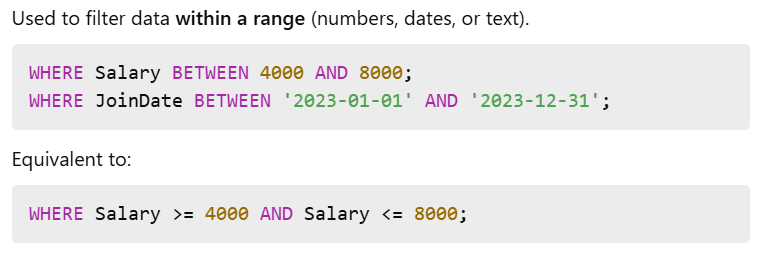 Used to filter data within a range (numbers, dates, or text).
WHERE Salary BETWEEN 4000 AND 8000;
WHERE JoinDate BETWEEN '2023-01-01' AND '2023-12-31';
Equivalent to:
WHERE Salary >= 4000 AND Salary <= 8000;